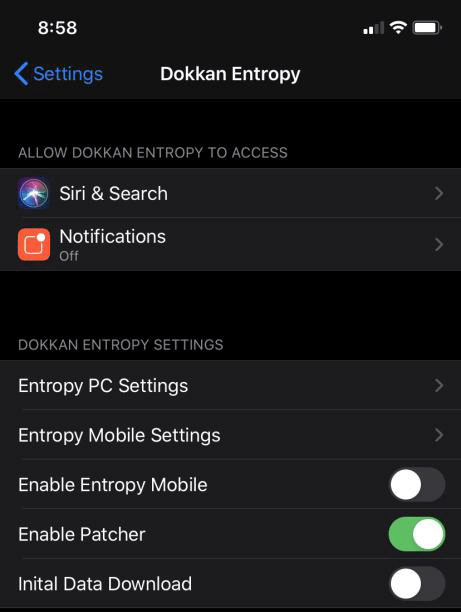 8:58
Settings
Dokkan Entropy
ALLOW DOKKAN ENTROPY TO ACCESS
Siri & Search
Notifications
Off
DOKKAN ENTROPY SETTINGS
Entropy PC Settings
Entropy Mobile Settings
Enable Entropy Mobile
Enable Patcher
Inital Data Download